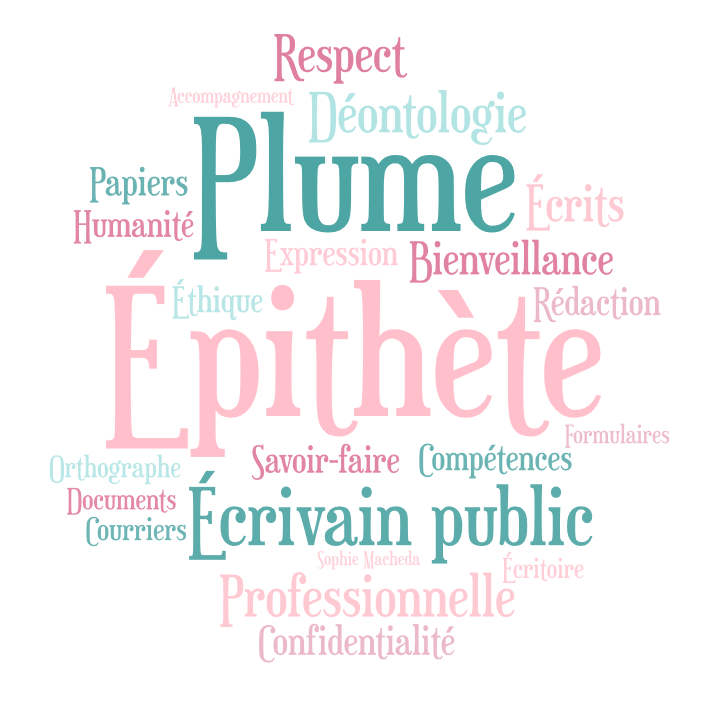 Respect
Accompagnement
Déontologie
Plume
Papiers
Écrits
Humanité
Expression
Bienveillance
Éthique
Rédaction
Épithète
Formulaires
Orthographe
Savoir-faire
Compétences
Documents
Courriers
Écrivain public
Sophie Macheda
Écritoire
Professionnelle
Confidentialité